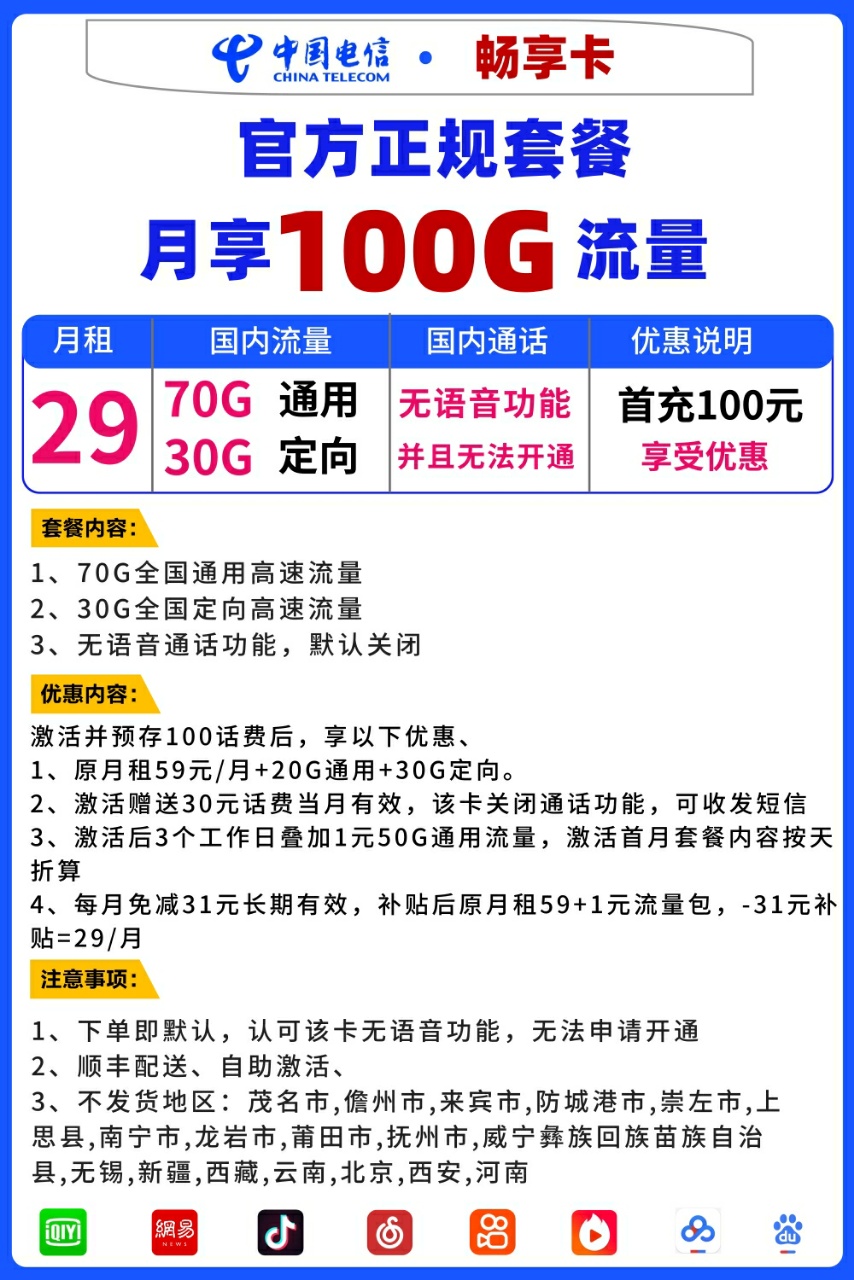 中国电信
CHINA TELECOM
·
畅享卡
官方正规套餐
月享100G流量
月租 国内流量 国内通话 优惠说明
29
70G 通用
30G 定向
无语音功能
并且无法开通
首充100元
享受优惠
套餐内容：
1、70G全国通用高速流量
2、30G全国定向高速流量
3、无语音通话功能，默认关闭
优惠内容：
激活并预存100话费后，享以下优惠、
1、原月租59元/月+20G通用+30G定向。
2、激活赠送30元话费当月有效，该卡关闭通话功能，可收发短信
3、激活后3个工作日叠加1元50G通用流量，激活首月套餐内容按天
折算
4、每月免减31元长期有效，补贴后原月租59+1元流量包，-31元补
贴=29/月
注意事项：
1、下单即默认，认可该卡无语音功能，无法申请开通
2、顺丰配送、自助激活、
3、不发货地区：茂名市,儋州市,来宾市,防城港市,崇左市,上
思县,南宁市,龙岩市,莆田市,抚州市,威宁彝族回族苗族自治
县,无锡,新疆,西藏,云南,北京,西安,河南
iQIYI
網易
NEWS
du